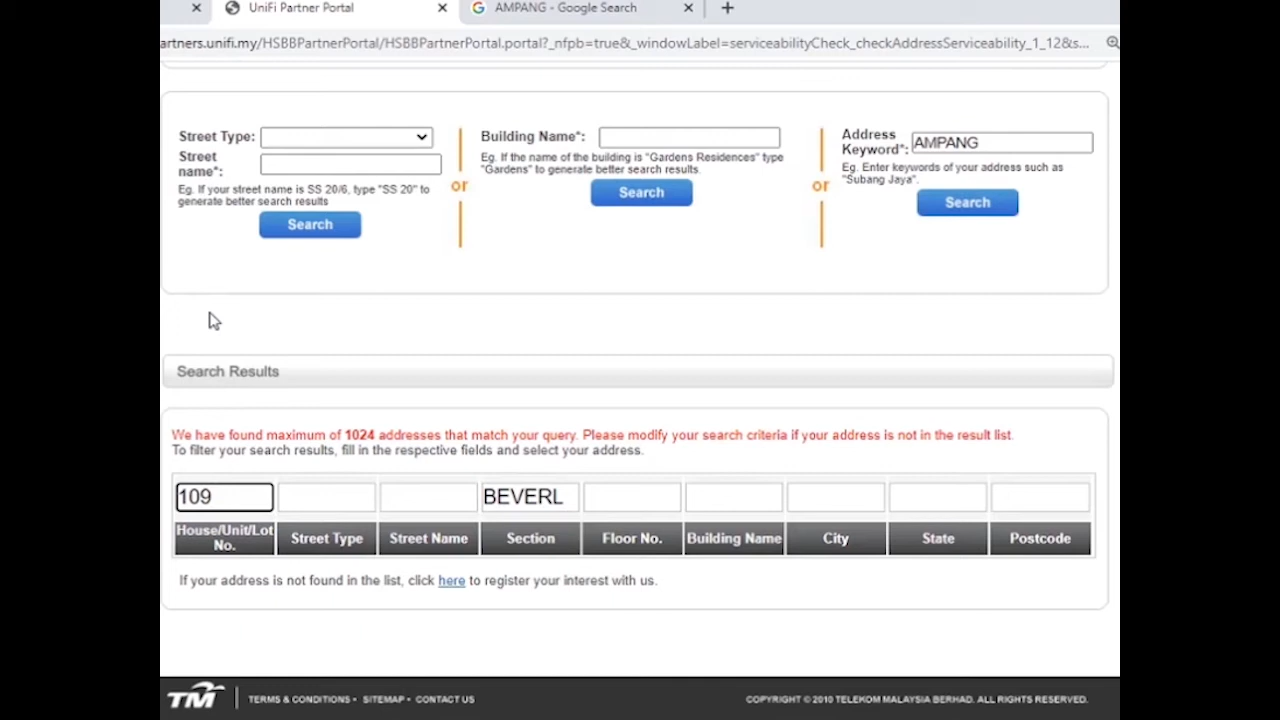 UniFi Partner Portal
AMPANG - Google Search
artners.unifi.my/HSBBPartnerPortal/HSBBPartnerPortal.portal?_nfpb=true&_windowLabel=serviceabilityCheck_checkAddressServiceability_1_12&s...
Street Type:
Street name*:
Eg. If your street name is SS 20/6, type "SS 20" to
generate better search results
Search
or
Building Name*:
Eg. If the name of the building is "Gardens Residences" type
"Gardens" to generate better search results.
Search
or
Address
Keyword*: AMPANG
Eg. Enter keywords of your address such as
"Subang Jaya".
Search
Search Results
We have found maximum of 1024 addresses that match your query. Please modify your search criteria if your address is not in the result list.
To filter your search results, fill in the respective fields and select your address.
109 BEVERL
House/Unit/Lot No. Street Type Street Name Section Floor No. Building Name City State Postcode
If your address is not found in the list, click here to register your interest with us.
TM TERMS & CONDITIONS • SITEMAP • CONTACT US COPYRIGHT © 2010 TELEKOM MALAYSIA BERHAD. ALL RIGHTS RESERVED.